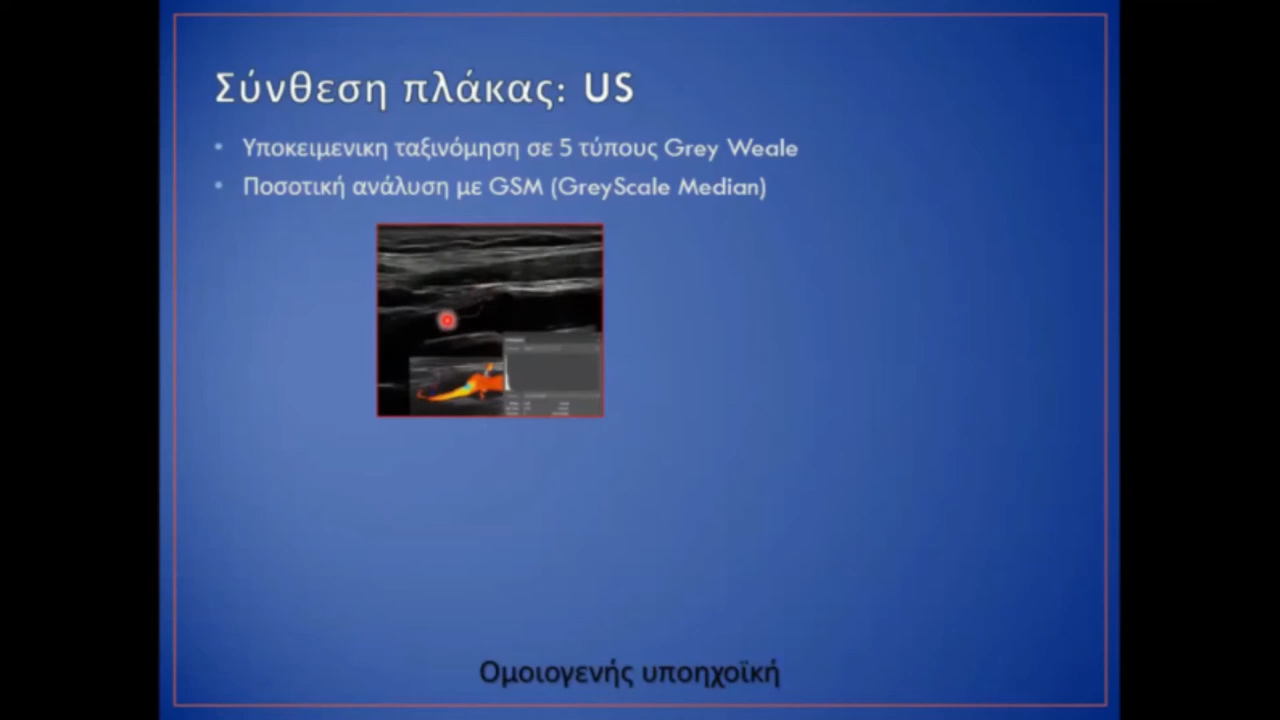 Σύνθεση πλάκας: US
• Υποκειμενικη ταξινόμηση σε 5 τύπους Grey Weale
• Ποσοτική ανάλυση με GSM (GreyScale Median)
Ομοιογενής υποηχοϊκή